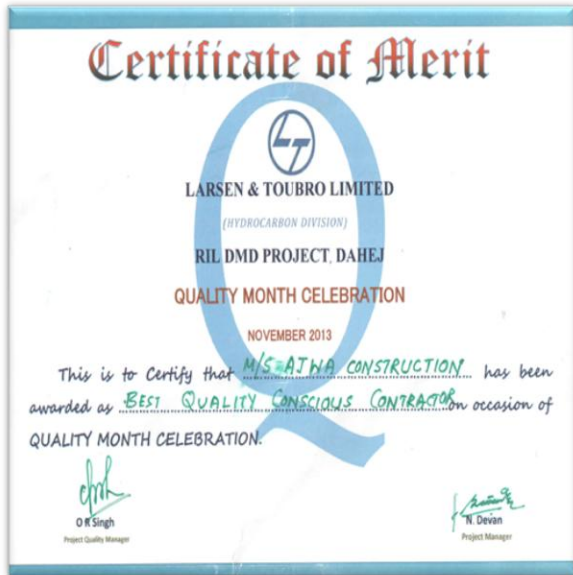 Certificate of Merit
LT
LARSEN & TOUBRO LIMITED
(HYDROCARBON DIVISION)
RIL DMD PROJECT, DAHEJ
QUALITY MONTH CELEBRATION
NOVEMBER 2013
This is to Certify that M/S AJWA CONSTRUCTION has been
awarded as BEST QUALITY CONSCIOUS CONTRACTOR on occasion of
QUALITY MONTH CELEBRATION.
O R Singh
Project Quality Manager
N. Devan
Project Manager